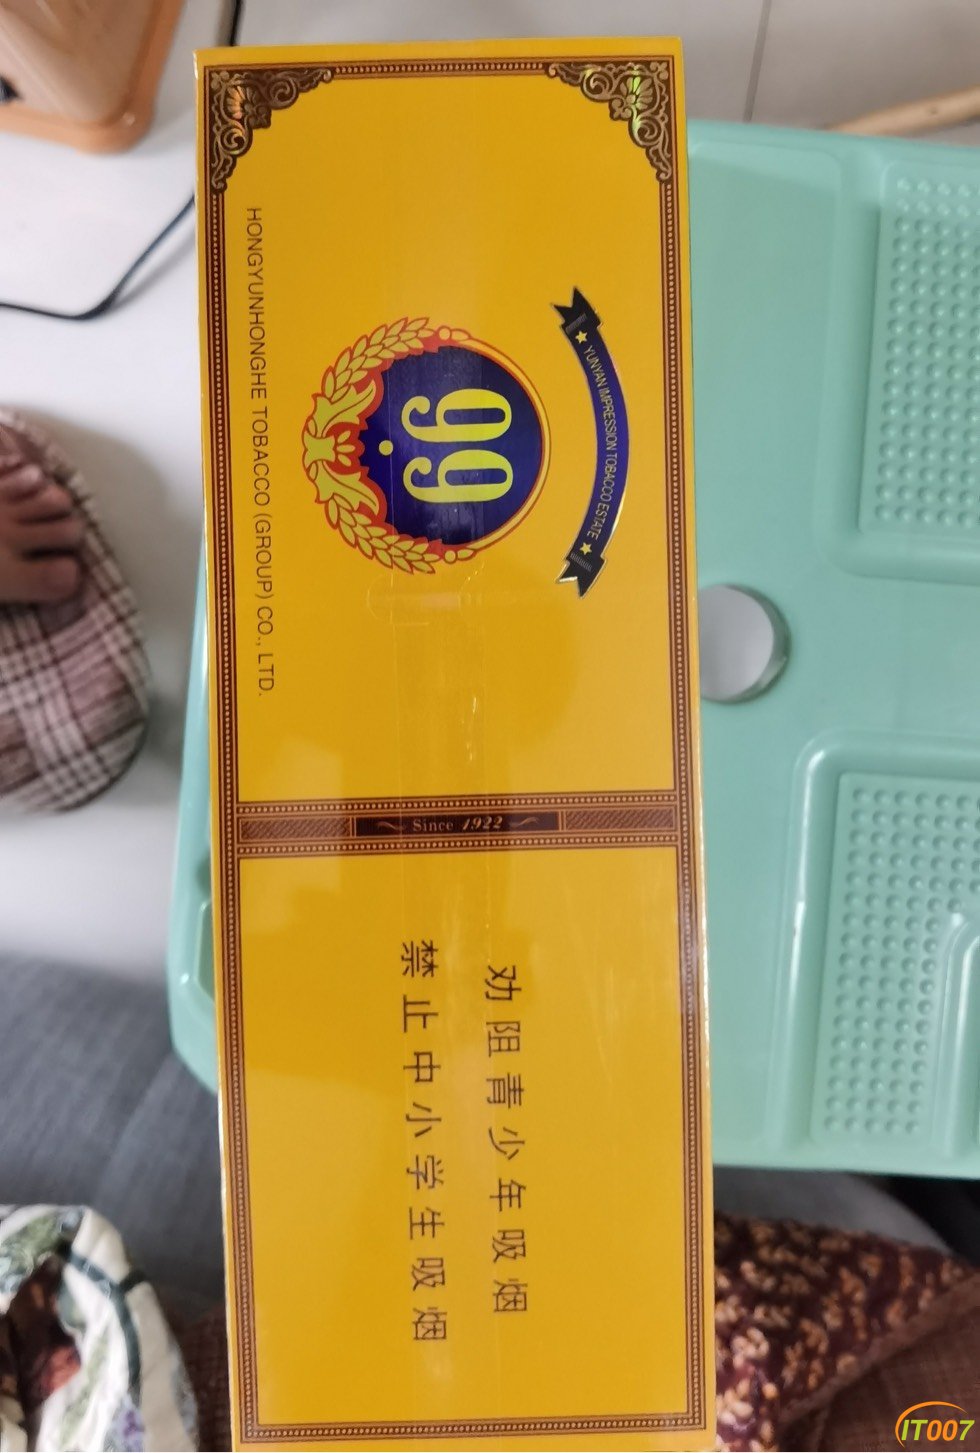 YUNYAN IMPRESSION TOBACCO ESTATE
99
HONGYUNHONGHE TOBACCO (GROUP) CO., LTD.
Since 1922
劝阻青少年吸烟
禁止中小学生吸烟
IT007